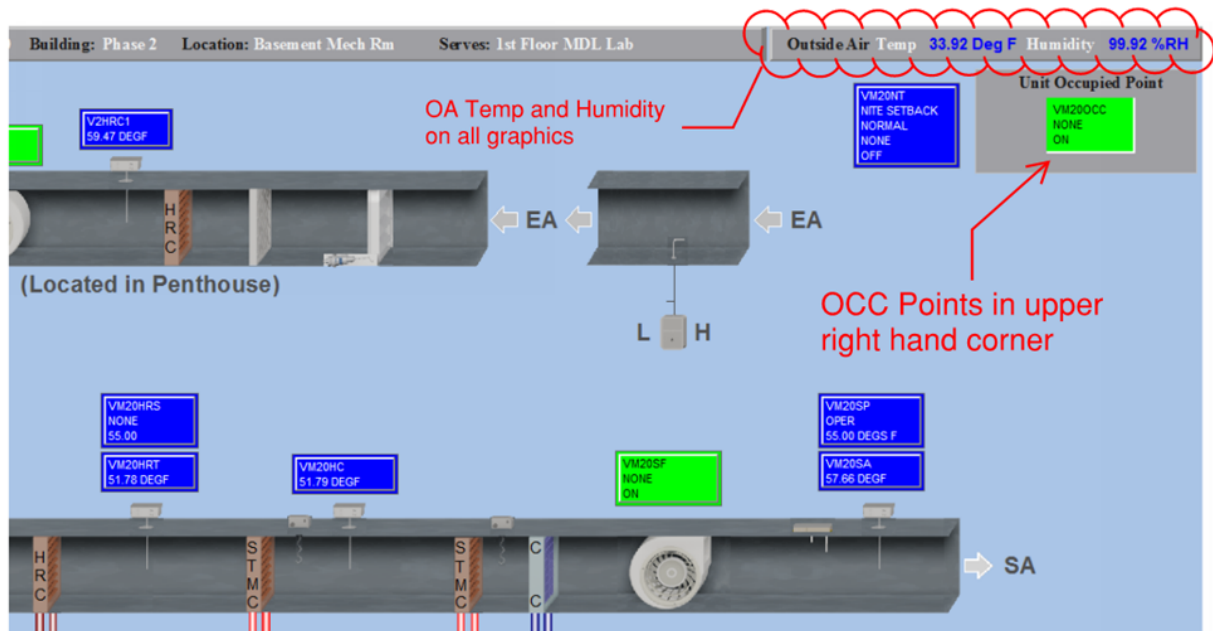 Building: Phase 2 Location: Basement Mech Rm Serves: 1st Floor MDL Lab Outside Air Temp 33.92 Deg F Humidity 99.92 %RH
OA Temp and Humidity
on all graphics
Unit Occupied Point
VM20NT
NITE SETBACK
NORMAL
NONE
OFF
VM20OCC
NONE
ON
V2HRC1
59.47 DEGF
HRC
EA
EA
(Located in Penthouse)
L H
OCC Points in upper
right hand corner
VM20HRS
NONE
55.00
VM20HRT
51.78 DEGF
VM20HC
51.79 DEGF
VM20SF
NONE
ON
VM20SP
OPER
55.00 DEGS F
VM20SA
57.66 DEGF
HRC
STMC
STMC
CC
SA